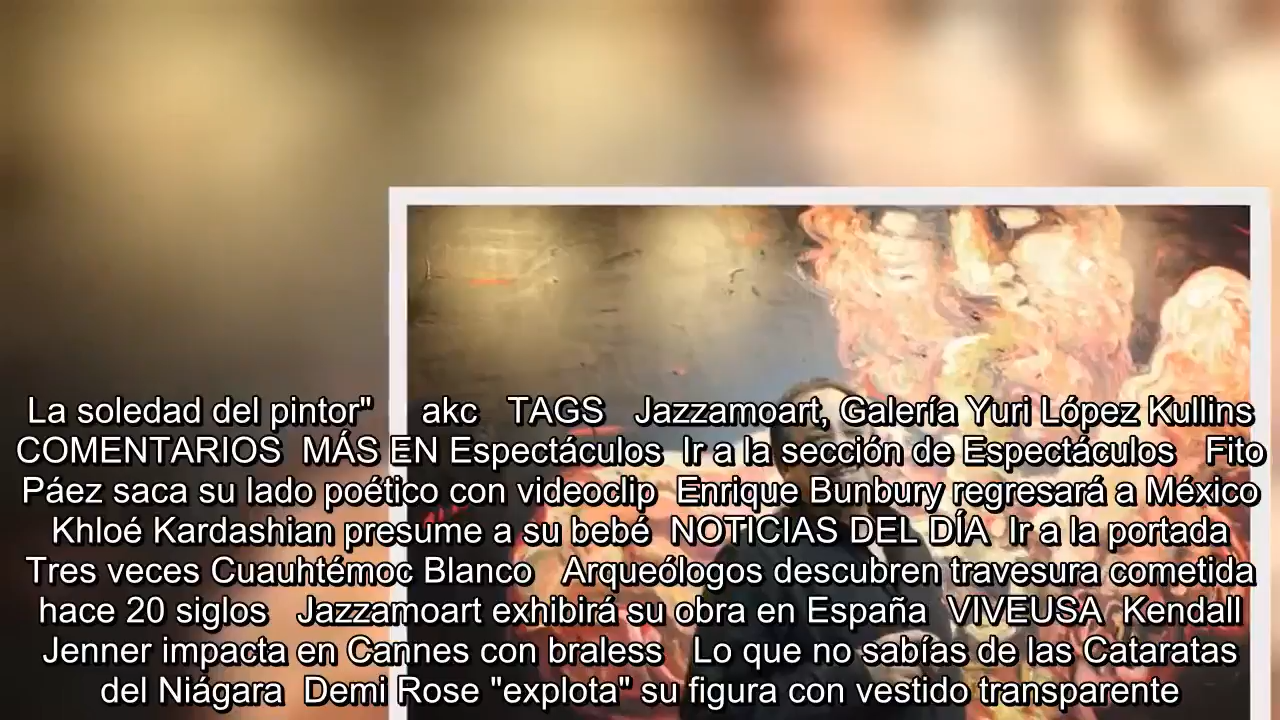 La soledad del pintor" akc TAGS Jazzamoart, Galería Yuri López Kullins
COMENTARIOS MÁS EN Espectáculos Ir a la sección de Espectáculos Fito
Páez saca su lado poético con videoclip Enrique Bunbury regresará a México
Khloé Kardashian presume a su bebé NOTICIAS DEL DÍA Ir a la portada
Tres veces Cuauhtémoc Blanco Arqueólogos descubren travesura cometida
hace 20 siglos Jazzamoart exhibirá su obra en España VIVEUSA Kendall
Jenner impacta en Cannes con braless Lo que no sabías de las Cataratas
del Niágara Demi Rose "explota" su figura con vestido transparente